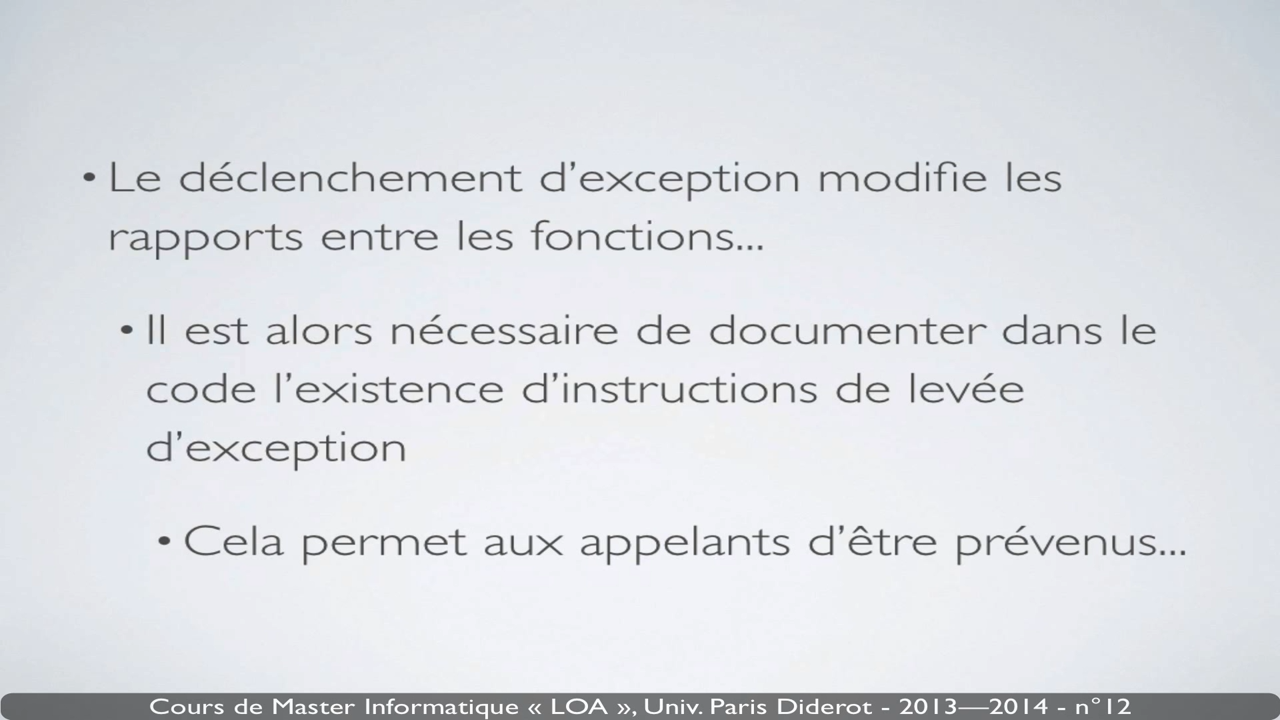 • Le déclenchement d’exception modifie les
rapports entre les fonctions...
• Il est alors nécessaire de documenter dans le
code l’existence d’instructions de levée
d’exception
• Cela permet aux appelants d’être prévenus...
Cours de Master Informatique « LOA », Univ. Paris Diderot - 2013—2014 - n°12